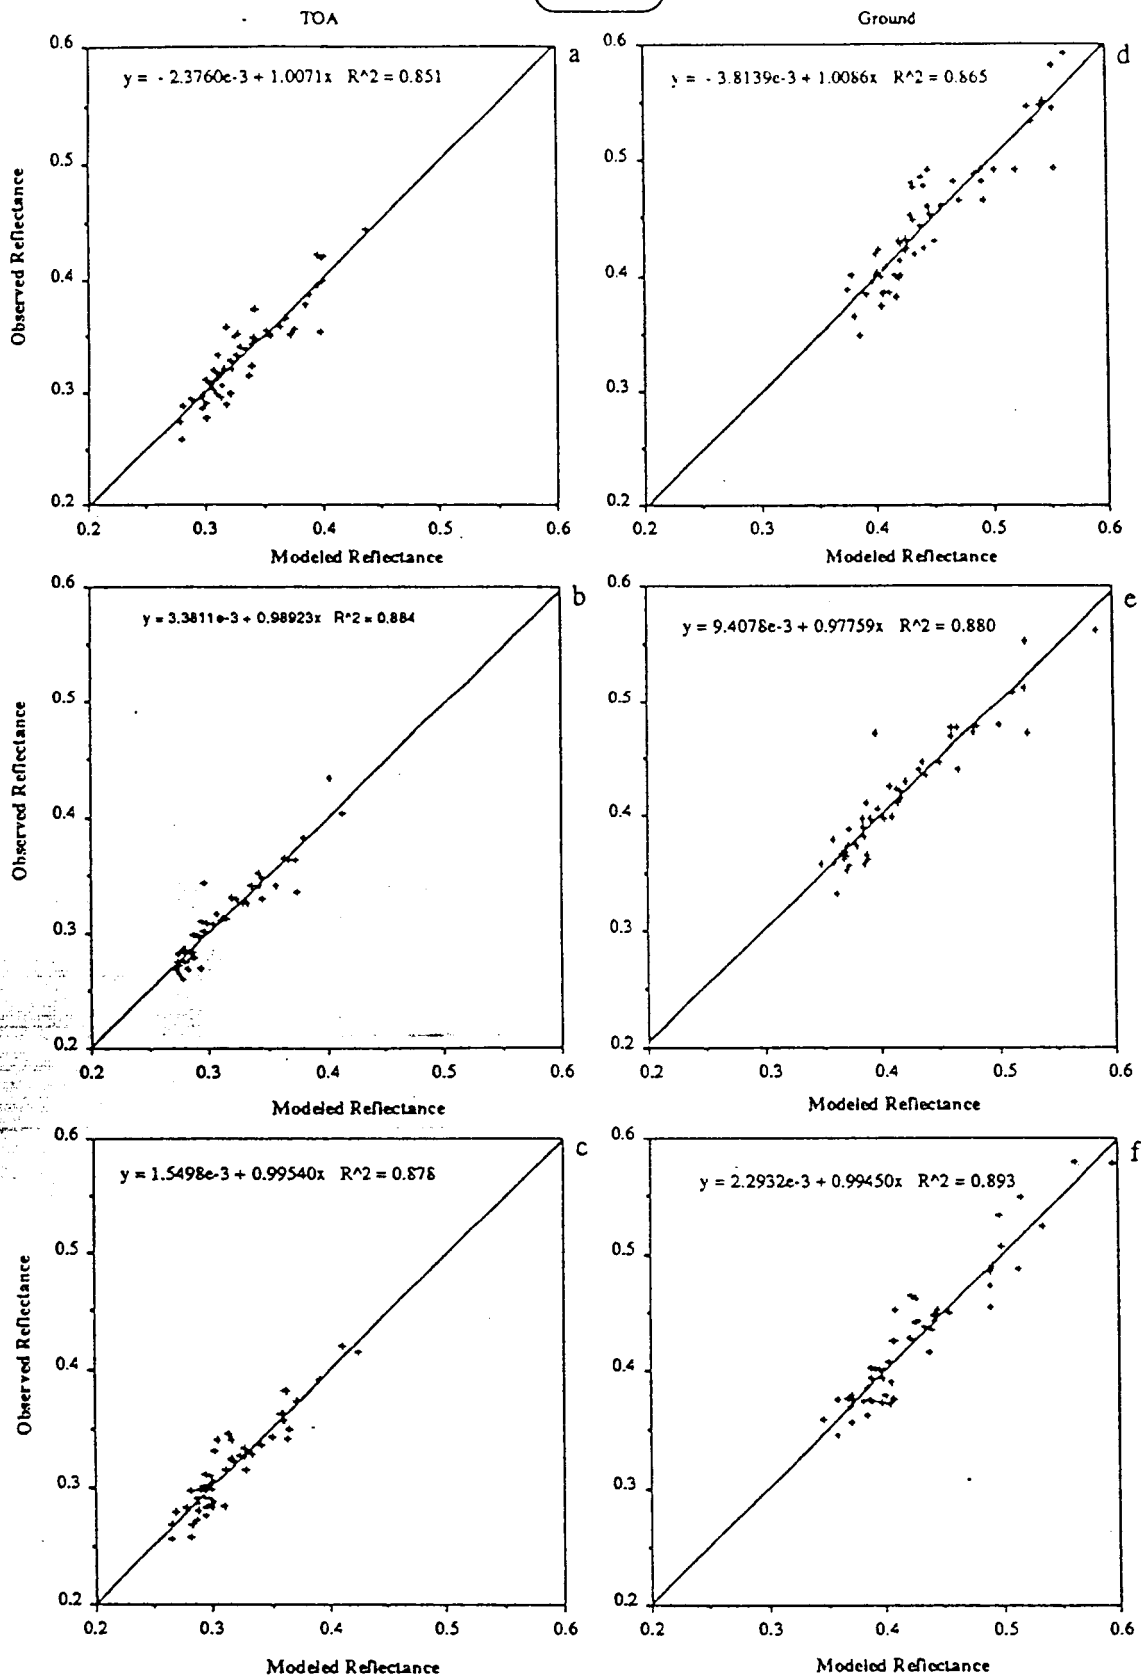 TOA
Ground
a
y = - 2.3760e-3 + 1.0071x R^2 = 0.851
0.6
0.5
0.4
0.3
0.2
Observed Reflectance
0.2 0.3 0.4 0.5 0.6
Modeled Reflectance
d
y = - 3.8139e-3 + 1.0086x R^2 = 0.865
0.6
0.5
0.4
0.3
0.2
0.2 0.3 0.4 0.5 0.6
Modeled Reflectance
b
y = 3.3811e-3 + 0.98923x R^2 = 0.884
0.6
0.5
0.4
0.3
0.2
Observed Reflectance
0.2 0.3 0.4 0.5 0.6
Modeled Reflectance
e
y = 9.4078e-3 + 0.97759x R^2 = 0.880
0.6
0.5
0.4
0.3
0.2
0.2 0.3 0.4 0.5 0.6
Modeled Reflectance
c
y = 1.5498e-3 + 0.99540x R^2 = 0.878
0.6
0.5
0.4
0.3
0.2
Observed Reflectance
0.2 0.3 0.4 0.5 0.6
Modeled Reflectance
f
y = 2.2932e-3 + 0.99450x R^2 = 0.893
0.6
0.5
0.4
0.3
0.2
0.2 0.3 0.4 0.5 0.6
Modeled Reflectance